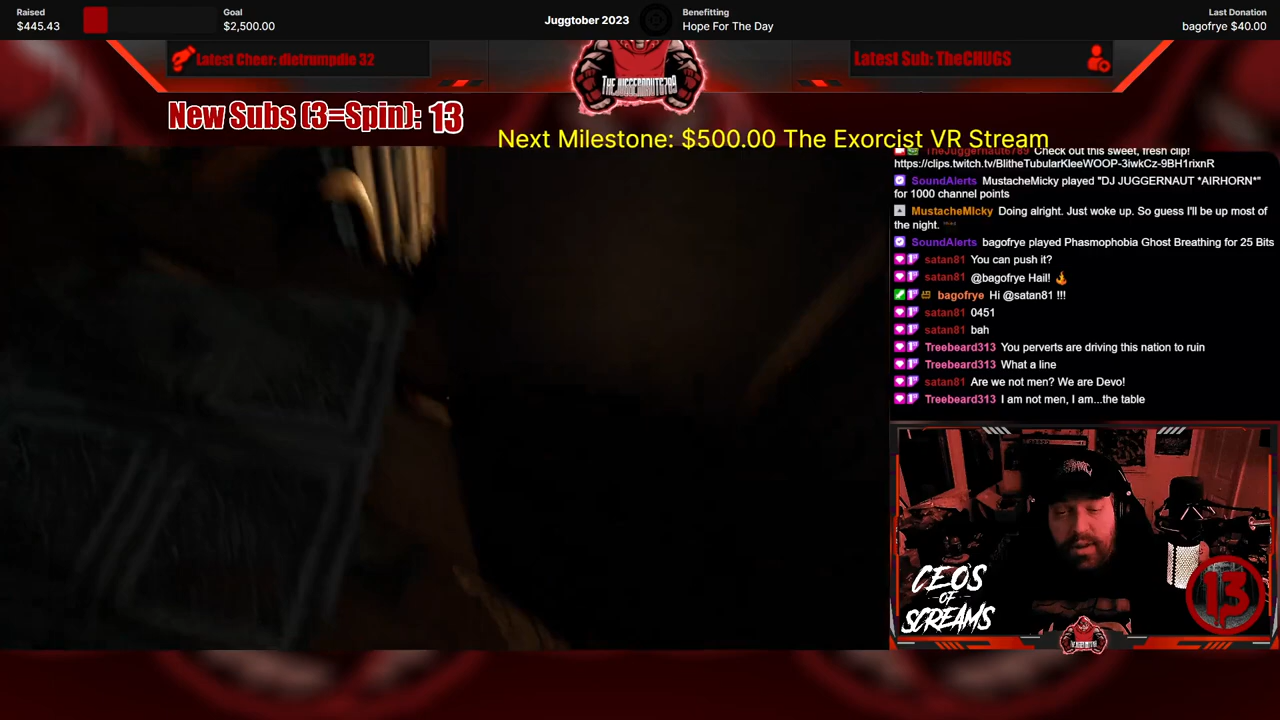 Raised
$445.43
Goal
$2,500.00
Juggtober 2023
Benefitting
Hope For The Day
Last Donation
bagofrye $40.00
Latest Cheer: dietrumpdie 32
THEJUGGERNAUT6789
Latest Sub: TheCHUGS
New Subs (3=Spin): 13
Next Milestone: $500.00 The Exorcist VR Stream
TheJuggernaut6789 Check out this sweet, fresh clip!
https://clips.twitch.tv/BlitheTubularKleeWOOP-3iwkCz-9BH1rixnR
SoundAlerts MustacheMicky played "DJ JUGGERNAUT *AIRHORN*"
for 1000 channel points
MustacheMicky Doing alright. Just woke up. So guess I'll be up most of
the night.
SoundAlerts bagofrye played Phasmophobia Ghost Breathing for 25 Bits
satan81 You can push it?
satan81 @bagofrye Hail!
bagofrye Hi @satan81 !!!
satan81 0451
satan81 bah
Treebeard313 You perverts are driving this nation to ruin
Treebeard313 What a line
satan81 Are we not men? We are Devo!
Treebeard313 I am not men, I am...the table
CEOS
OF
SCREAMS
13